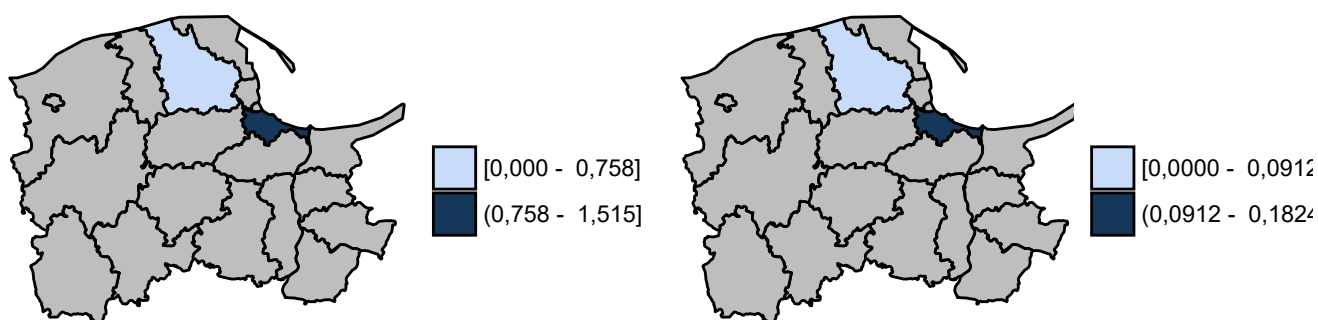 [0,000 - 0,758]
(0,758 - 1,515]
[0,0000 - 0,0912
(0,0912 - 0,1824